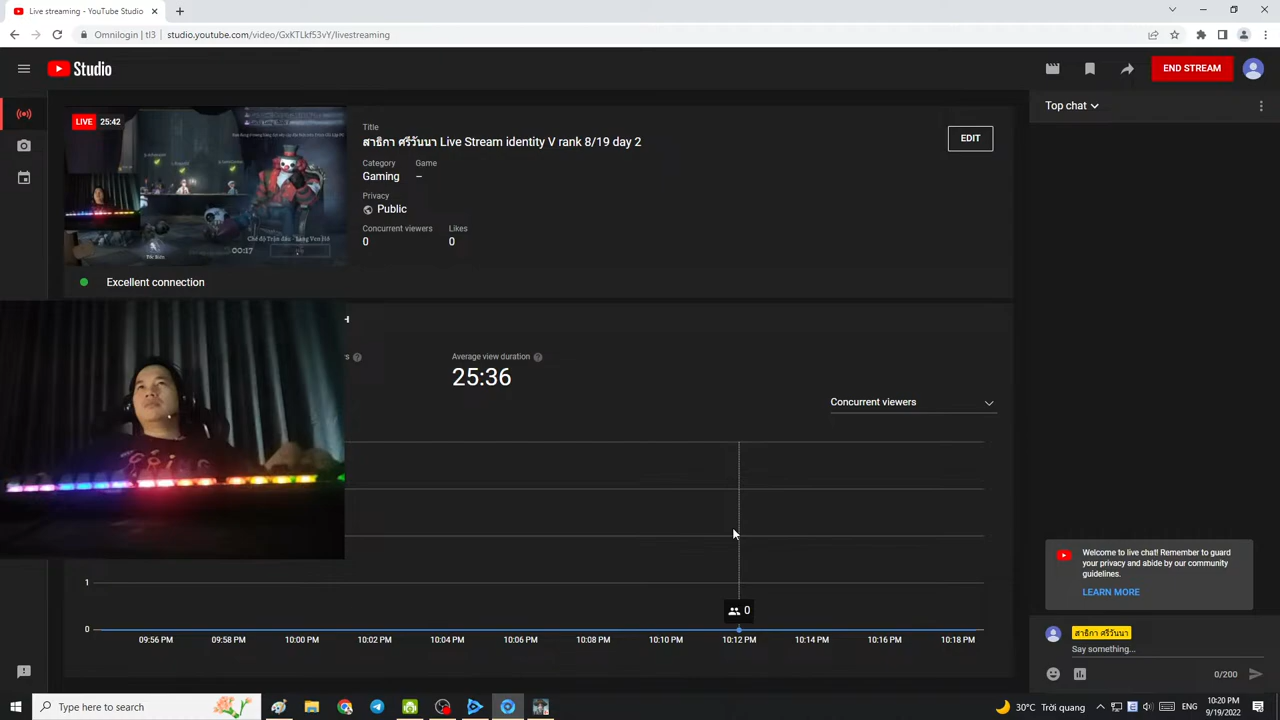 Live streaming - YouTube Studio
Omnilogin | tl3
studio.youtube.com/video/GxKTLkf53vY/livestreaming
Studio
END STREAM
LIVE 25:42
Title
สาธิกา ศรีวันนา Live Stream identity V rank 8/19 day 2
EDIT
Category Game
Gaming –
Privacy
Public
Concurrent viewers Likes
0 0
Chế độ Trận đấu
00:17
Excellent connection
Average view duration
25:36
Concurrent viewers
1
0
0
09:56 PM 09:58 PM 10:00 PM 10:02 PM 10:04 PM 10:06 PM 10:08 PM 10:10 PM 10:12 PM 10:14 PM 10:16 PM 10:18 PM
Top chat
Welcome to live chat! Remember to guard
your privacy and abide by our community
guidelines.
LEARN MORE
สาธิกา ศรีวันนา
Say something...
0/200
Type here to search
30°C Trời quang
ENG
10:20 PM
9/19/2022